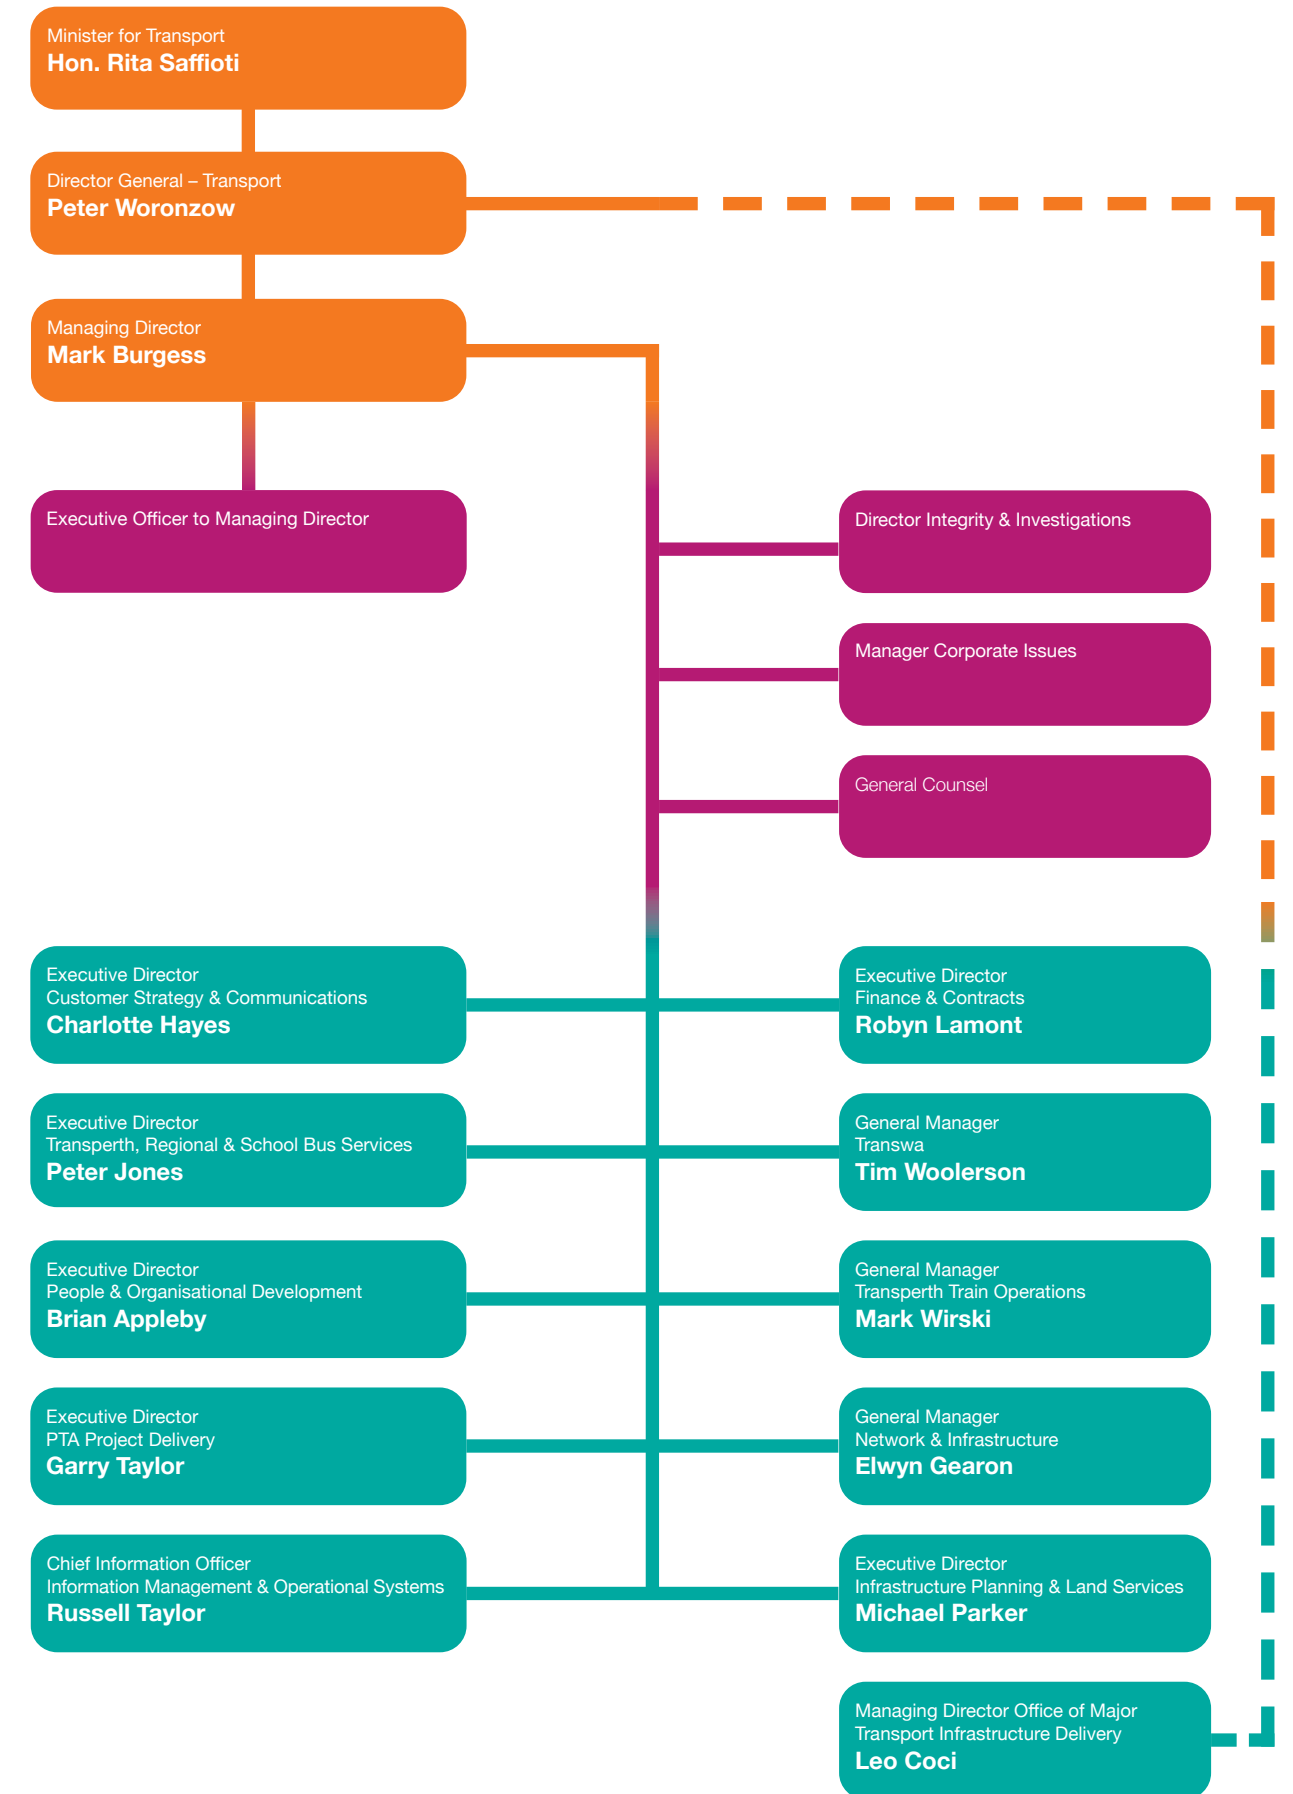 Minister for Transport
Hon. Rita Saffioti
Director General – Transport
Peter Woronzow
Managing Director
Mark Burgess
Executive Officer to Managing Director
Director Integrity & Investigations
Manager Corporate Issues
General Counsel
Executive Director
Customer Strategy & Communications
Charlotte Hayes
Executive Director
Finance & Contracts
Robyn Lamont
Executive Director
Transperth, Regional & School Bus Services
Peter Jones
General Manager
Transwa
Tim Woolerson
Executive Director
People & Organisational Development
Brian Appleby
General Manager
Transperth Train Operations
Mark Wirski
Executive Director
PTA Project Delivery
Garry Taylor
General Manager
Network & Infrastructure
Elwyn Gearon
Chief Information Officer
Information Management & Operational Systems
Russell Taylor
Executive Director
Infrastructure Planning & Land Services
Michael Parker
Managing Director Office of Major
Transport Infrastructure Delivery
Leo Coci